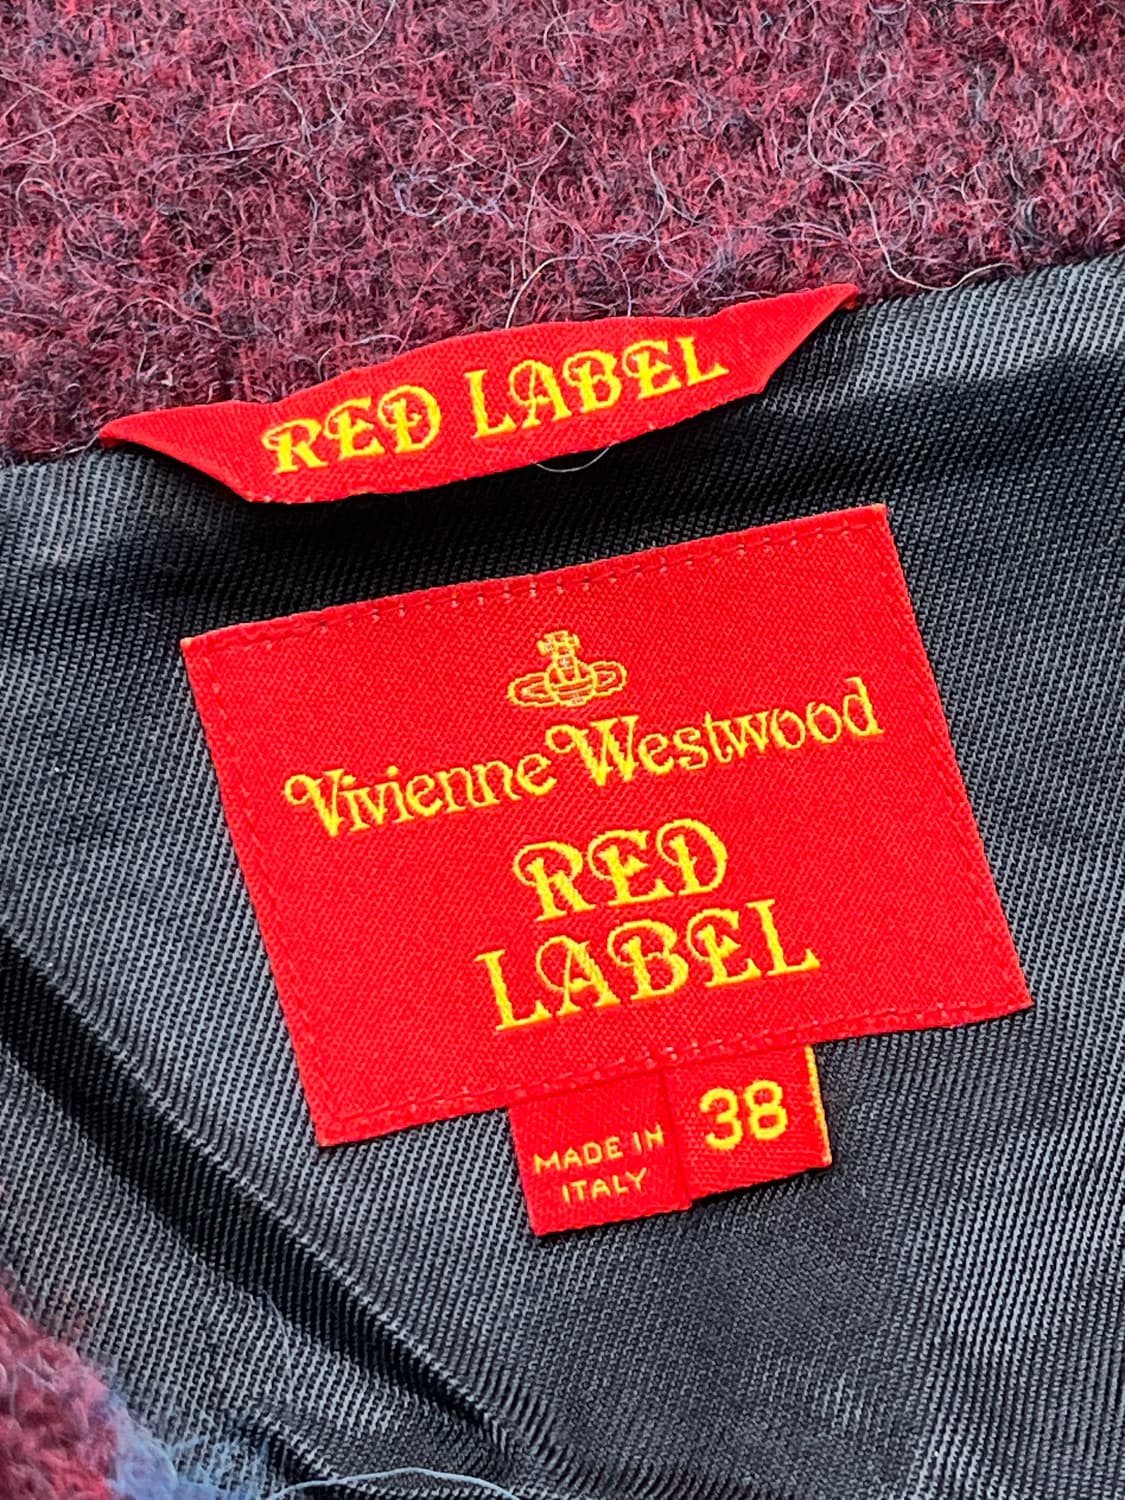 RED LABEL
Vivienne Westwood
RED
LABEL
38
MADE IN
ITALY